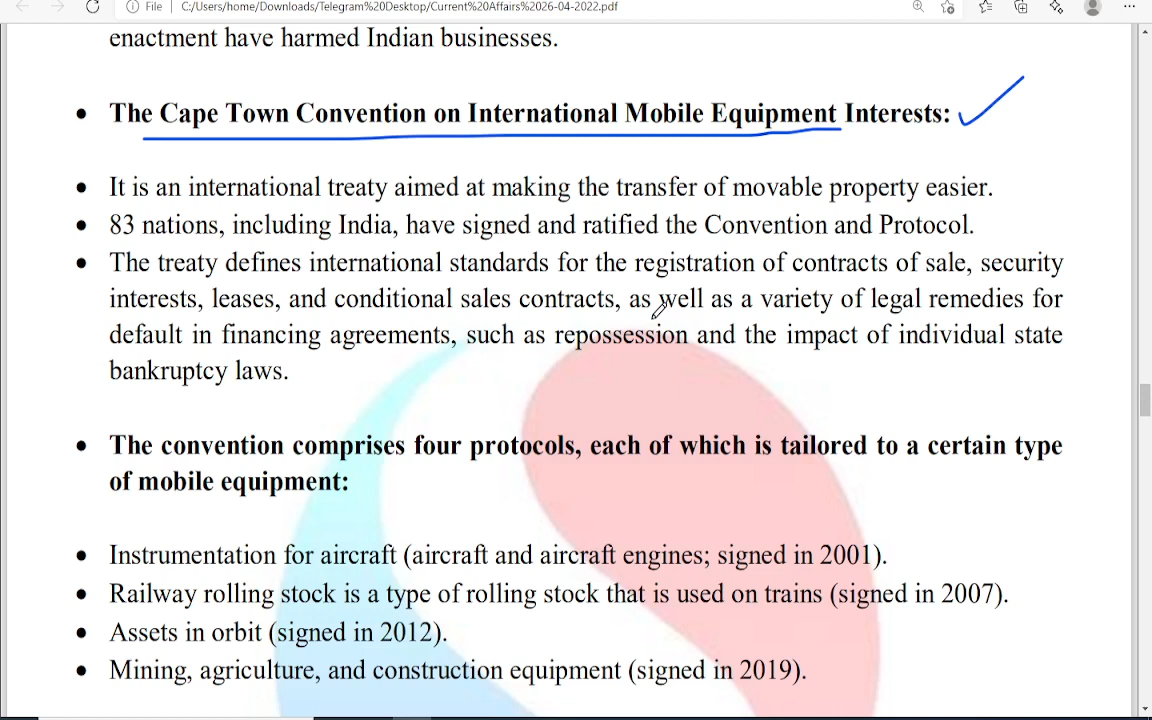 File | C:/Users/home/Downloads/Telegram%20Desktop/Current%20Affairs%2026-04-2022.pdf
enactment have harmed Indian businesses.
• The Cape Town Convention on International Mobile Equipment Interests:
• It is an international treaty aimed at making the transfer of movable property easier.
• 83 nations, including India, have signed and ratified the Convention and Protocol.
• The treaty defines international standards for the registration of contracts of sale, security
interests, leases, and conditional sales contracts, as well as a variety of legal remedies for
default in financing agreements, such as repossession and the impact of individual state
bankruptcy laws.
• The convention comprises four protocols, each of which is tailored to a certain type
of mobile equipment:
• Instrumentation for aircraft (aircraft and aircraft engines; signed in 2001).
• Railway rolling stock is a type of rolling stock that is used on trains (signed in 2007).
• Assets in orbit (signed in 2012).
• Mining, agriculture, and construction equipment (signed in 2019).